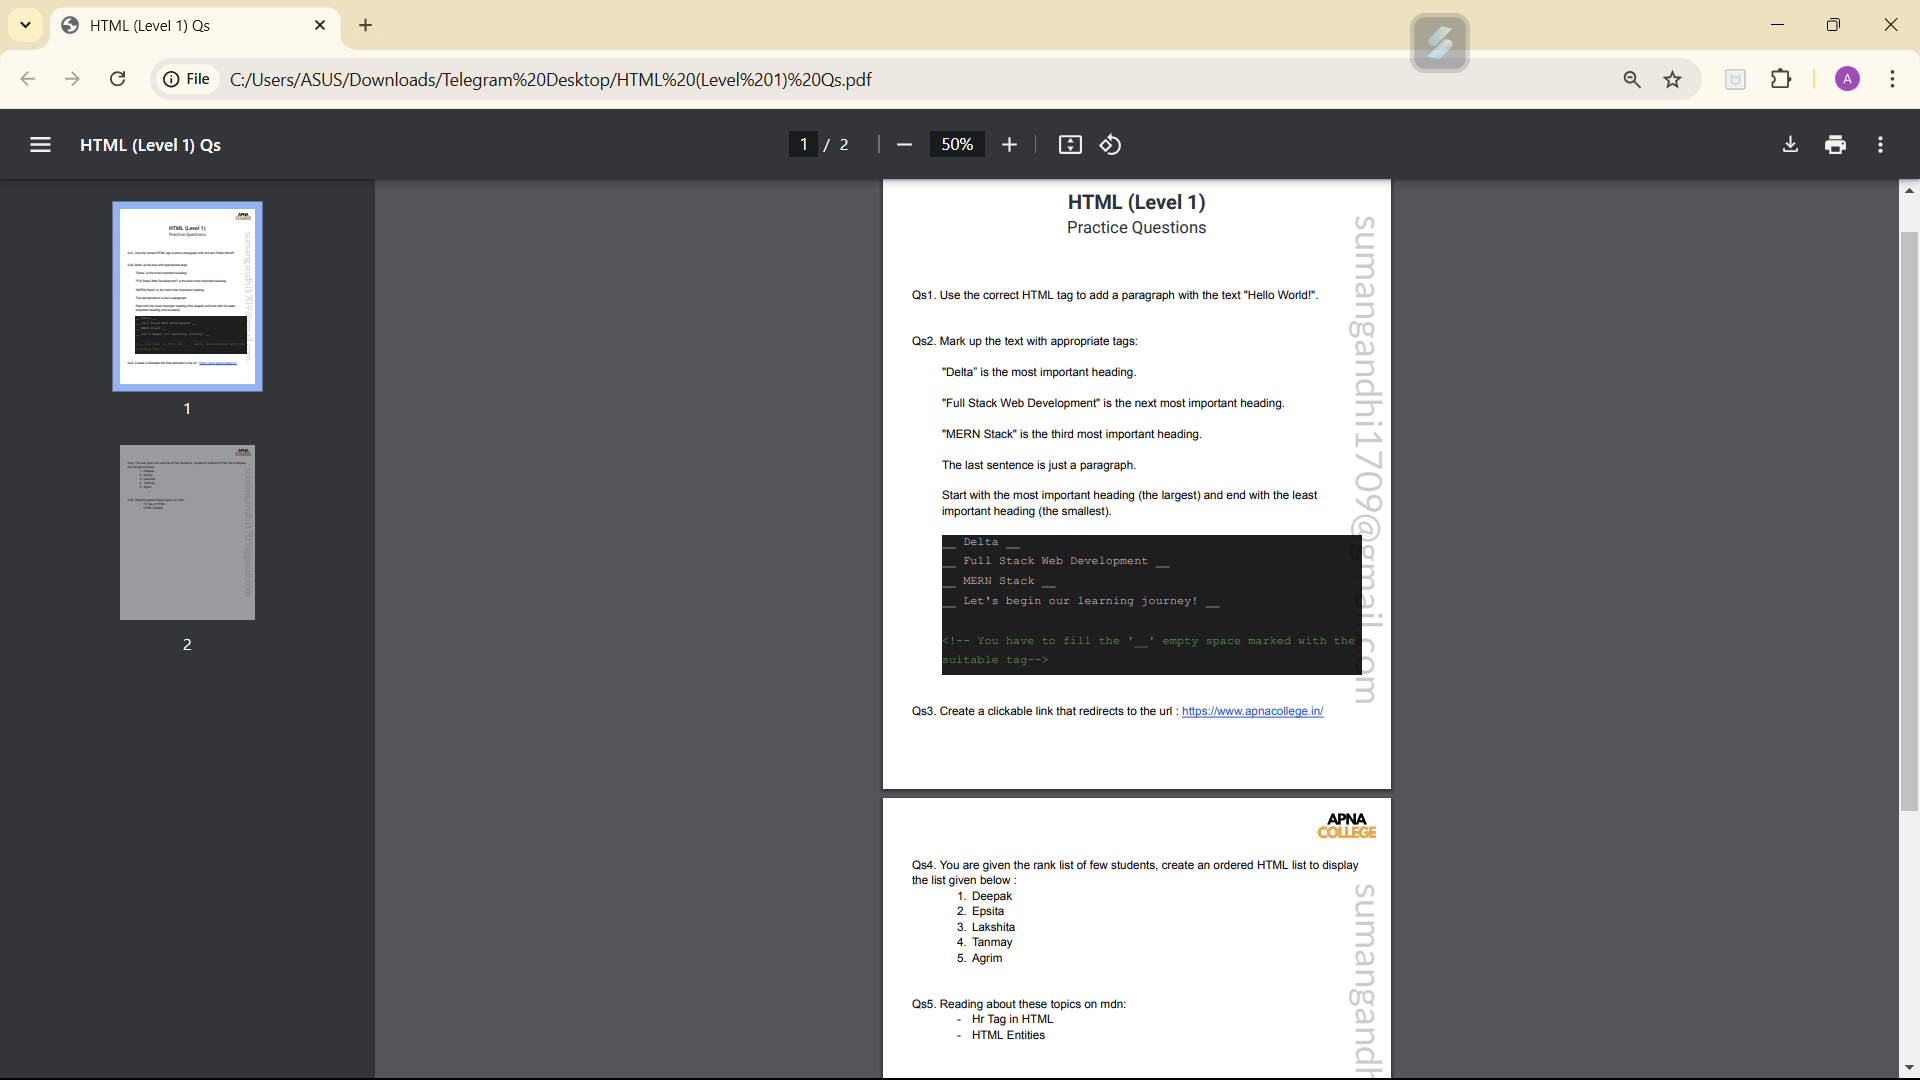 HTML (Level 1) Qs
File
C:/Users/ASUS/Downloads/Telegram%20Desktop/HTML%20(Level%201)%20Qs.pdf
A
HTML (Level 1) Qs
1 / 2
50%
1
2
HTML (Level 1)
Practice Questions
Qs1. Use the correct HTML tag to add a paragraph with the text "Hello World!".
Qs2. Mark up the text with appropriate tags:
"Delta" is the most important heading.
"Full Stack Web Development" is the next most important heading.
"MERN Stack" is the third most important heading.
The last sentence is just a paragraph.
Start with the most important heading (the largest) and end with the least
important heading (the smallest).
__ Delta __
__ Full Stack Web Development __
__ MERN Stack __
__ Let's begin our learning journey! __
<!-- You have to fill the '__' empty space marked with the
suitable tag-->
Qs3. Create a clickable link that redirects to the url : https://www.apnacollege.in/
sumangandhi1709@gmail.com
APNA
COLLEGE
Qs4. You are given the rank list of few students, create an ordered HTML list to display
the list given below :
1. Deepak
2. Epsita
3. Lakshita
4. Tanmay
5. Agrim
Qs5. Reading about these topics on mdn:
- Hr Tag in HTML
- HTML Entities
sumangandh